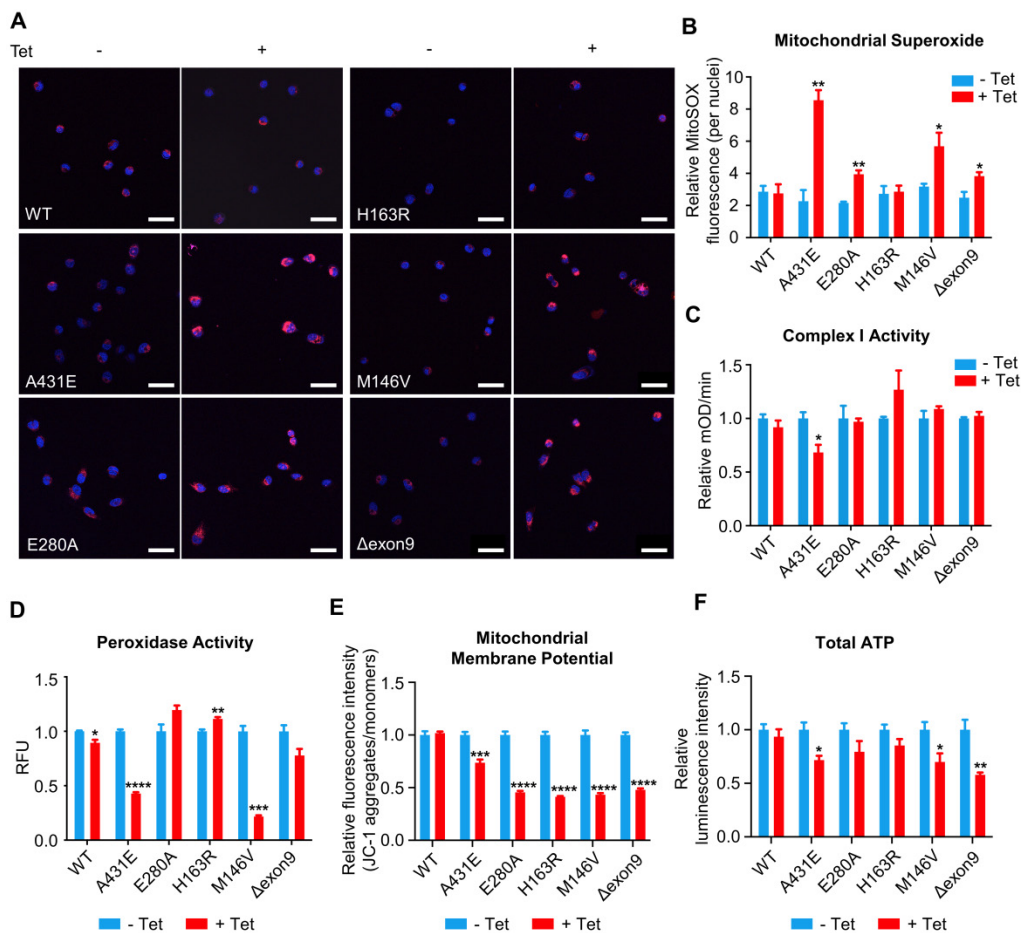 A
Tet - + - +
WT
H163R
A431E
M146V
E280A
Δexon9
B
Mitochondrial Superoxide
Relative MitoSOX
fluorescence (per nuclei)
10
8
6
4
2
0
- Tet
+ Tet
** ** * *
WT A431E E280A H163R M146V Δexon9
C
Complex I Activity
Relative mOD/min
1.5
1.0
0.5
0.0
- Tet
+ Tet
*
WT A431E E280A H163R M146V Δexon9
D
Peroxidase Activity
RFU
1.5
1.0
0.5
0.0
* **** ** ***
WT A431E E280A H163R M146V Δexon9
- Tet + Tet
E
Mitochondrial
Membrane Potential
Relative fluorescence intensity
(JC-1 aggregates/monomers)
1.5
1.0
0.5
0.0
*** **** **** **** ****
WT A431E E280A H163R M146V Δexon9
- Tet + Tet
F
Total ATP
Relative
luminescence intensity
1.5
1.0
0.5
0.0
* * **
WT A431E E280A H163R M146V Δexon9
- Tet + Tet